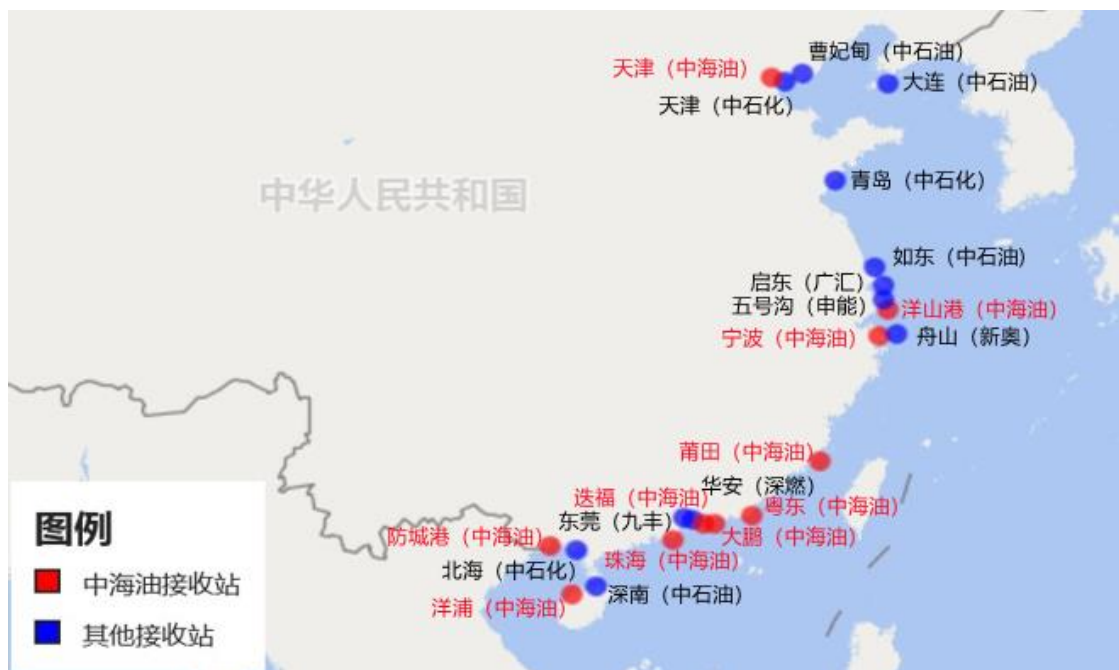 曹妃甸（中石油）
天津（中海油）
大连（中石油）
天津（中石化）
中华人民共和国
青岛（中石化）
如东（中石油）
启东（广汇）
五号沟（申能）
洋山港（中海油）
宁波（中海油）
舟山（新奥）
莆田（中海油）
华安（深燃）
迭福（中海油）
粤东（中海油）
东莞（九丰）
大鹏（中海油）
防城港（中海油）
珠海（中海油）
北海（中石化）
深南（中石油）
洋浦（中海油）
图例
中海油接收站
其他接收站